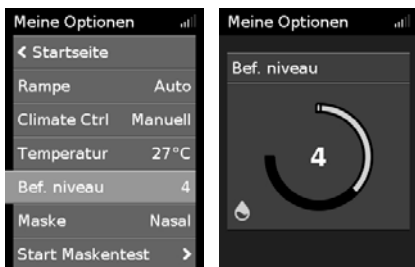 Meine Optionen
< Startseite
Rampe Auto
Climate Ctrl Manuell
Temperatur 27°C
Bef. niveau 4
Maske Nasal
Start Maskentest >
Meine Optionen
Bef. niveau
4